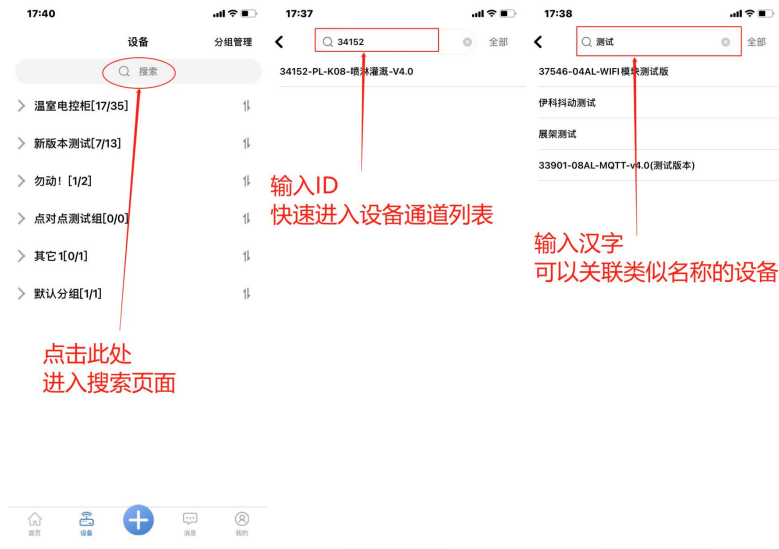 17:40
设备
分组管理
搜索
温室电控柜[17/35]
新版本测试[7/13]
勿动！[1/2]
点对点测试组[0/0]
其它1[0/1]
默认分组[1/1]
点击此处
进入搜索页面
首页
设备
消息
我的
17:37
34152
全部
34152-PL-K08-喷淋灌溉-V4.0
输入ID
快速进入设备通道列表
17:38
测试
全部
37546-04AL-WIFI模块测试版
伊科抖动测试
展架测试
33901-08AL-MQTT-v4.0(测试版本)
输入汉字
可以关联类似名称的设备